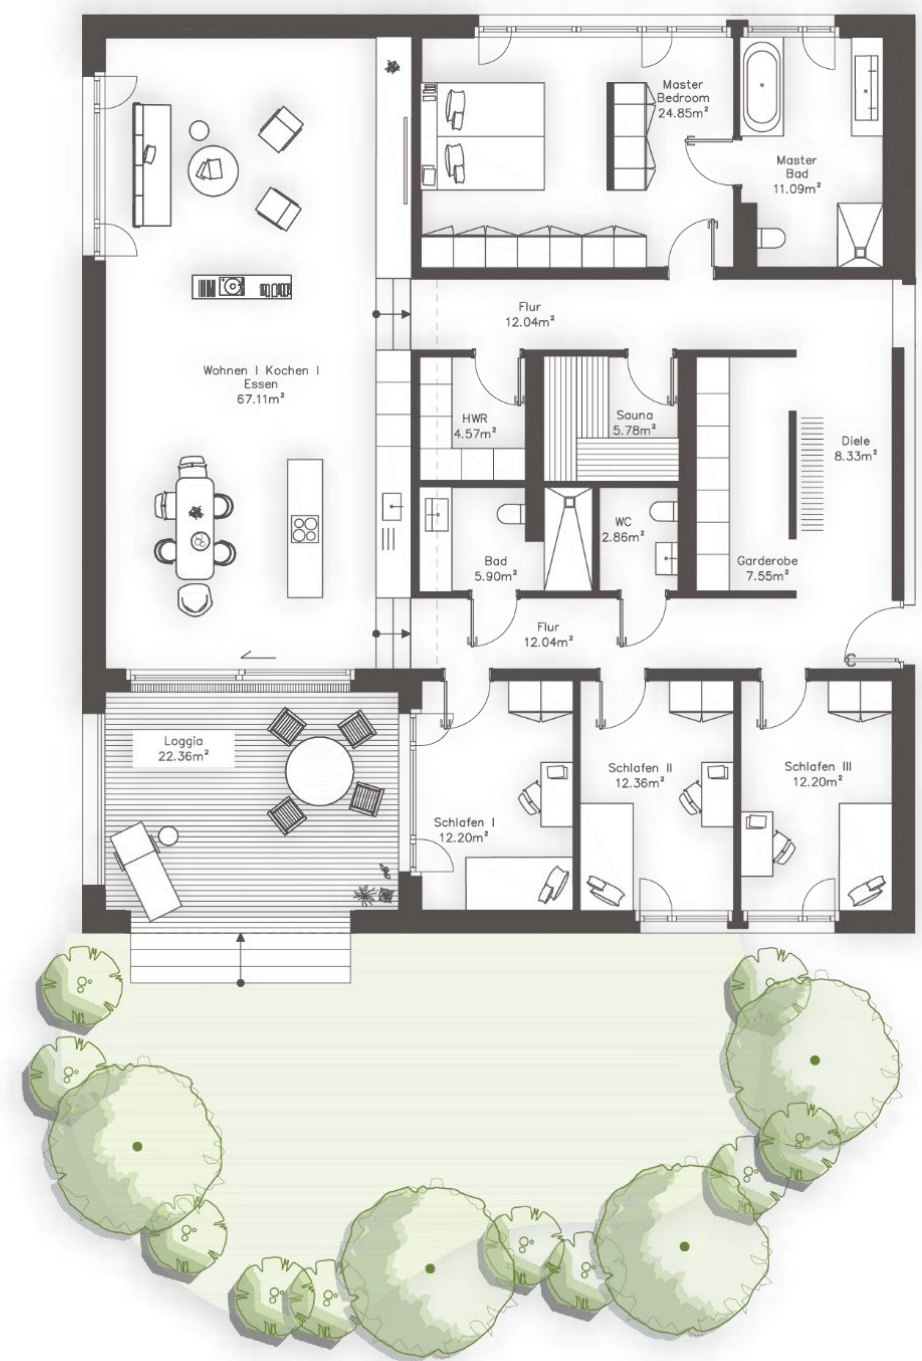 Master
Bedroom
24.85m²
Master
Bad
11.09m²
Flur
12.04m²
Wohnen I Kochen I
Essen
67.11m²
HWR
4.57m²
Sauna
5.78m²
Diele
8.33m²
WC
2.86m²
Bad
5.90m²
Garderobe
7.55m²
Flur
12.04m²
Loggia
22.36m²
Schlafen I
12.20m²
Schlafen II
12.36m²
Schlafen III
12.20m²